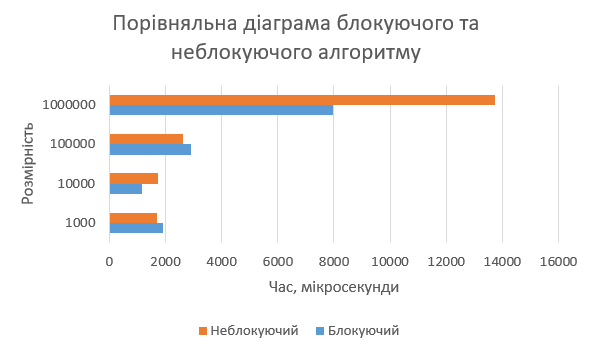 Порівняльна діаграма блокуючого та
неблокуючого алгоритму
Розмірність
1000000
100000
10000
1000
0 2000 4000 6000 8000 10000 12000 14000 16000
Час, мікросекунди
Неблокуючий Блокуючий